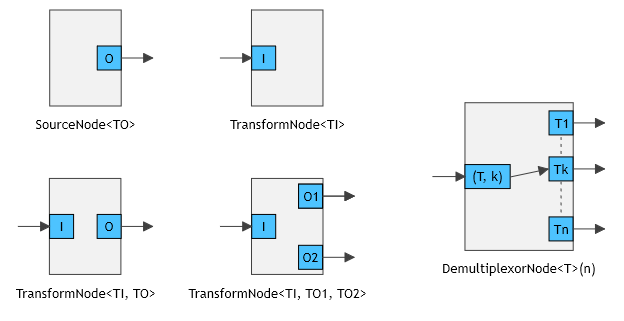 O
SourceNode<TO>
I
TransformNode<TI>
I
O
TransformNode<TI, TO>
I
O1
O2
TransformNode<TI, TO1, TO2>
(T, k)
T1
Tk
Tn
DemultiplexorNode<T>(n)